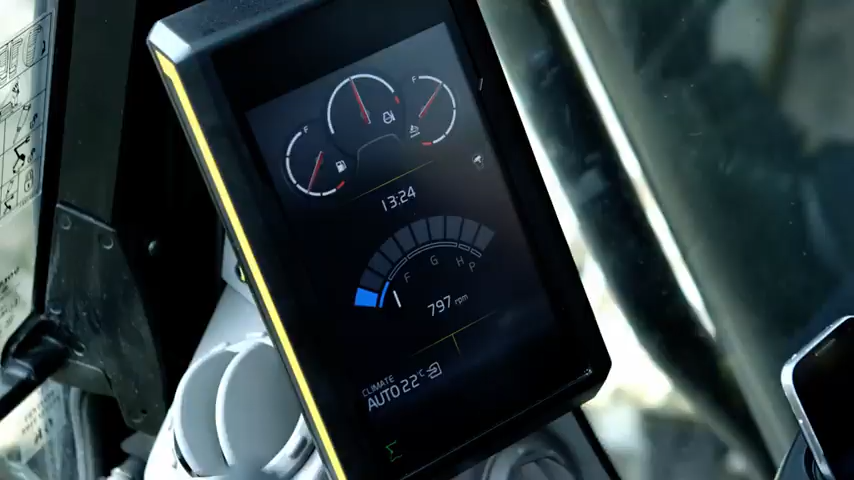 F
F
13:24
F G H P
797 rpm
CLIMATE
AUTO 22°C